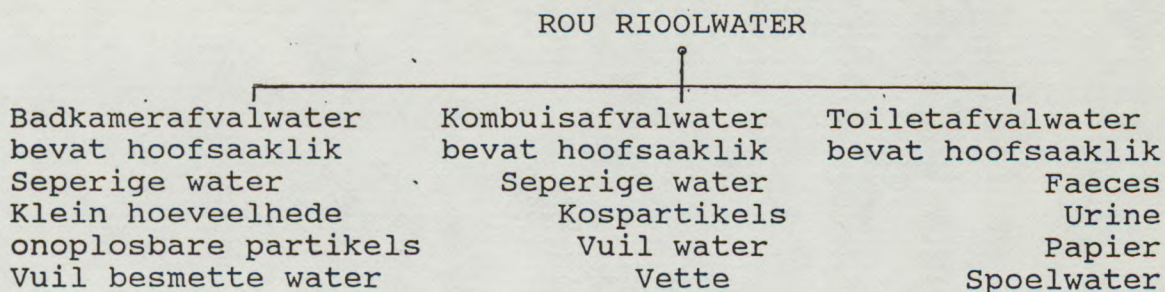 ROU RIOOLWATER
Badkamerafvalwater Kombuisafvalwater Toiletafvalwater
bevat hoofsaaklik bevat hoofsaaklik bevat hoofsaaklik
Seperige water Seperige water Faeces
Klein hoeveelhede Kospartikels Urine
onoplosbare partikels Vuil water Papier
Vuil besmette water Vette Spoelwater